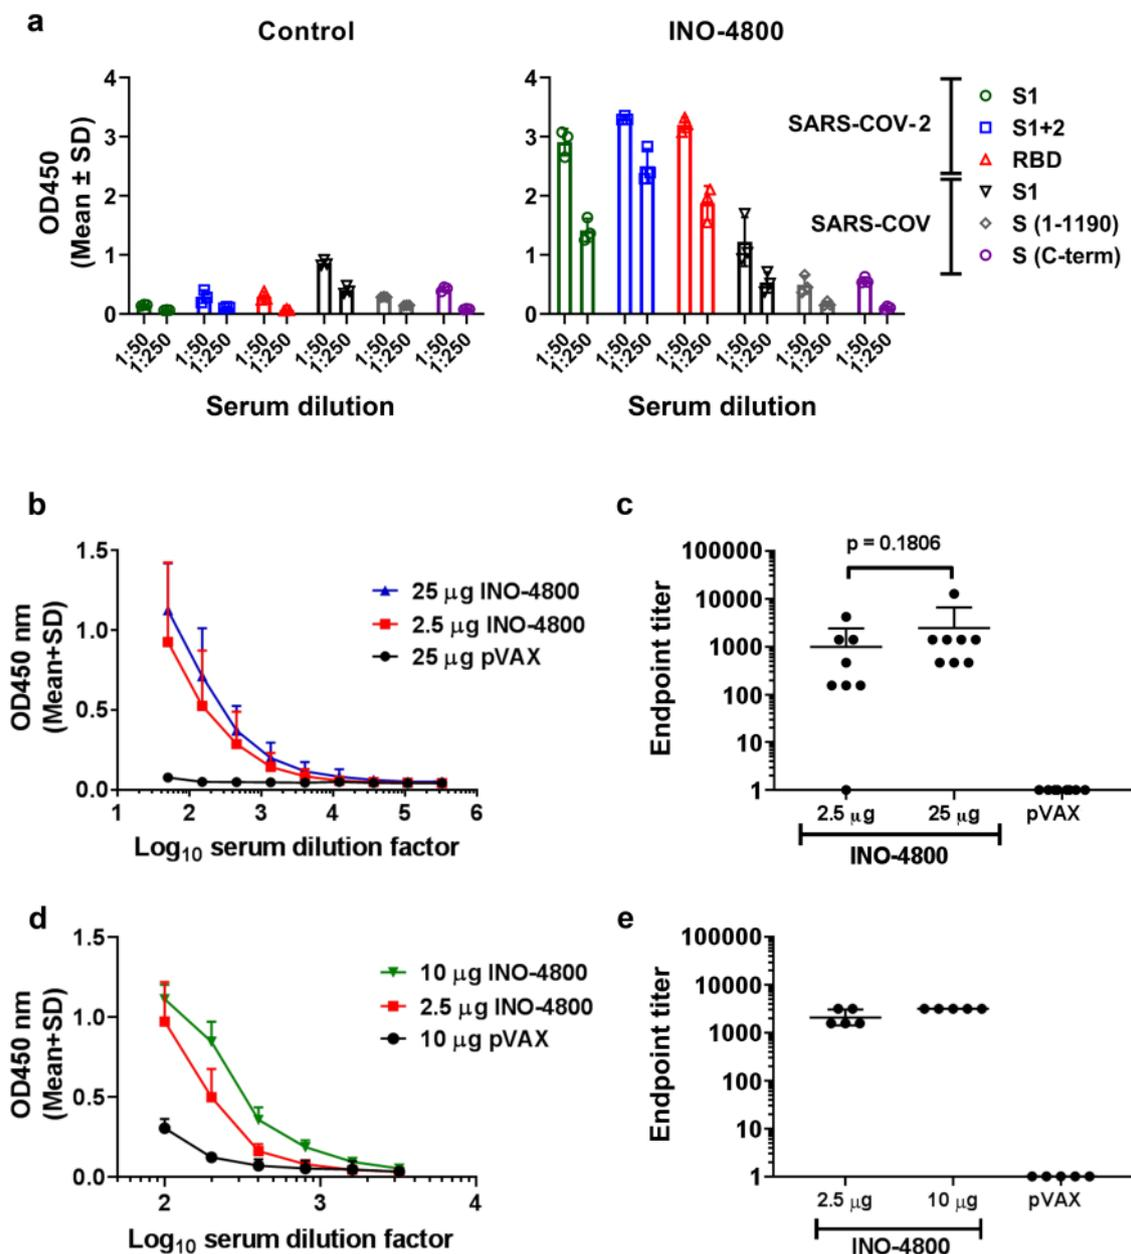 a
Control
INO-4800
OD450
(Mean ± SD)
4
3
2
1
0
1:50
1:250
1:50
1:250
1:50
1:250
1:50
1:250
1:50
1:250
1:50
1:250
Serum dilution
4
3
2
1
0
1:50
1:250
1:50
1:250
1:50
1:250
1:50
1:250
1:50
1:250
1:50
1:250
Serum dilution
SARS-COV-2
SARS-COV
S1
S1+2
RBD
S1
S (1-1190)
S (C-term)
b
OD450 nm
(Mean+SD)
1.5
1.0
0.5
0.0
1 2 3 4 5 6
Log10 serum dilution factor
25 μg INO-4800
2.5 μg INO-4800
25 μg pVAX
c
Endpoint titer
100000
10000
1000
100
10
1
p = 0.1806
2.5 μg 25 μg pVAX
INO-4800
d
OD450 nm
(Mean+SD)
1.5
1.0
0.5
0.0
2 3 4
Log10 serum dilution factor
10 μg INO-4800
2.5 μg INO-4800
10 μg pVAX
e
Endpoint titer
100000
10000
1000
100
10
1
2.5 μg 10 μg pVAX
INO-4800